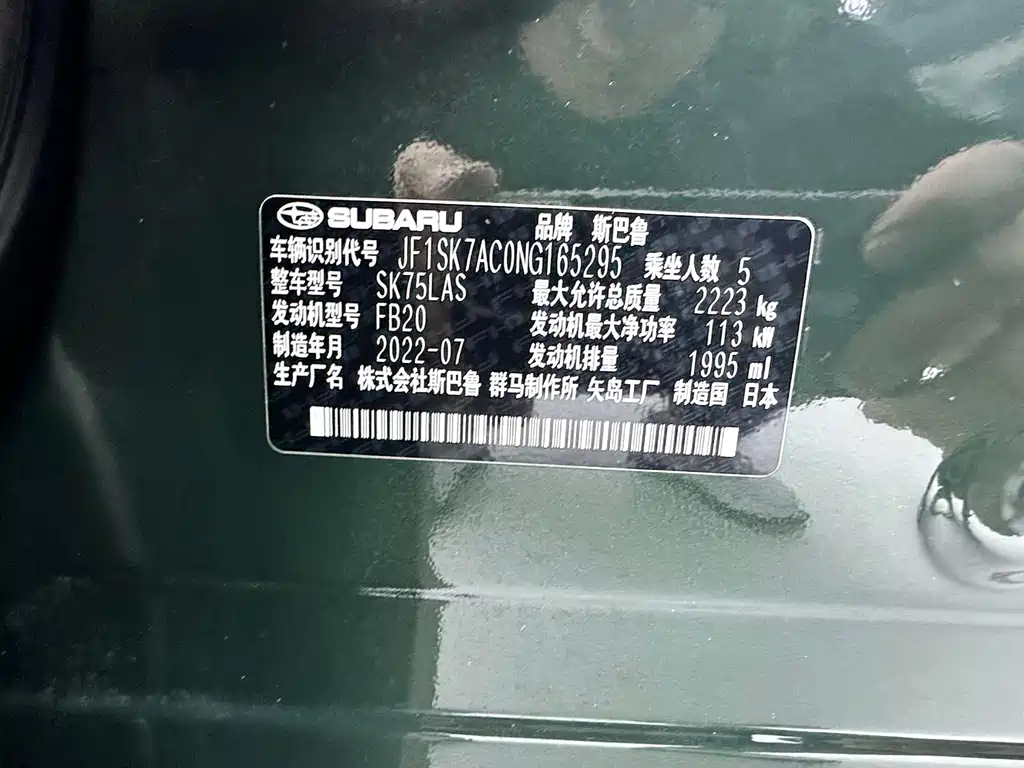 SUBARU 品牌 斯巴鲁
车辆识别代号 JF1SK7AC0NG165295 乘坐人数 5
整车型号 SK75LAS 最大允许总质量 2223 kg
发动机型号 FB20 发动机最大净功率 113 kW
制造年月 2022-07 发动机排量 1995 ml
生产厂名 株式会社斯巴鲁 群马制作所 矢岛工厂 制造国 日本